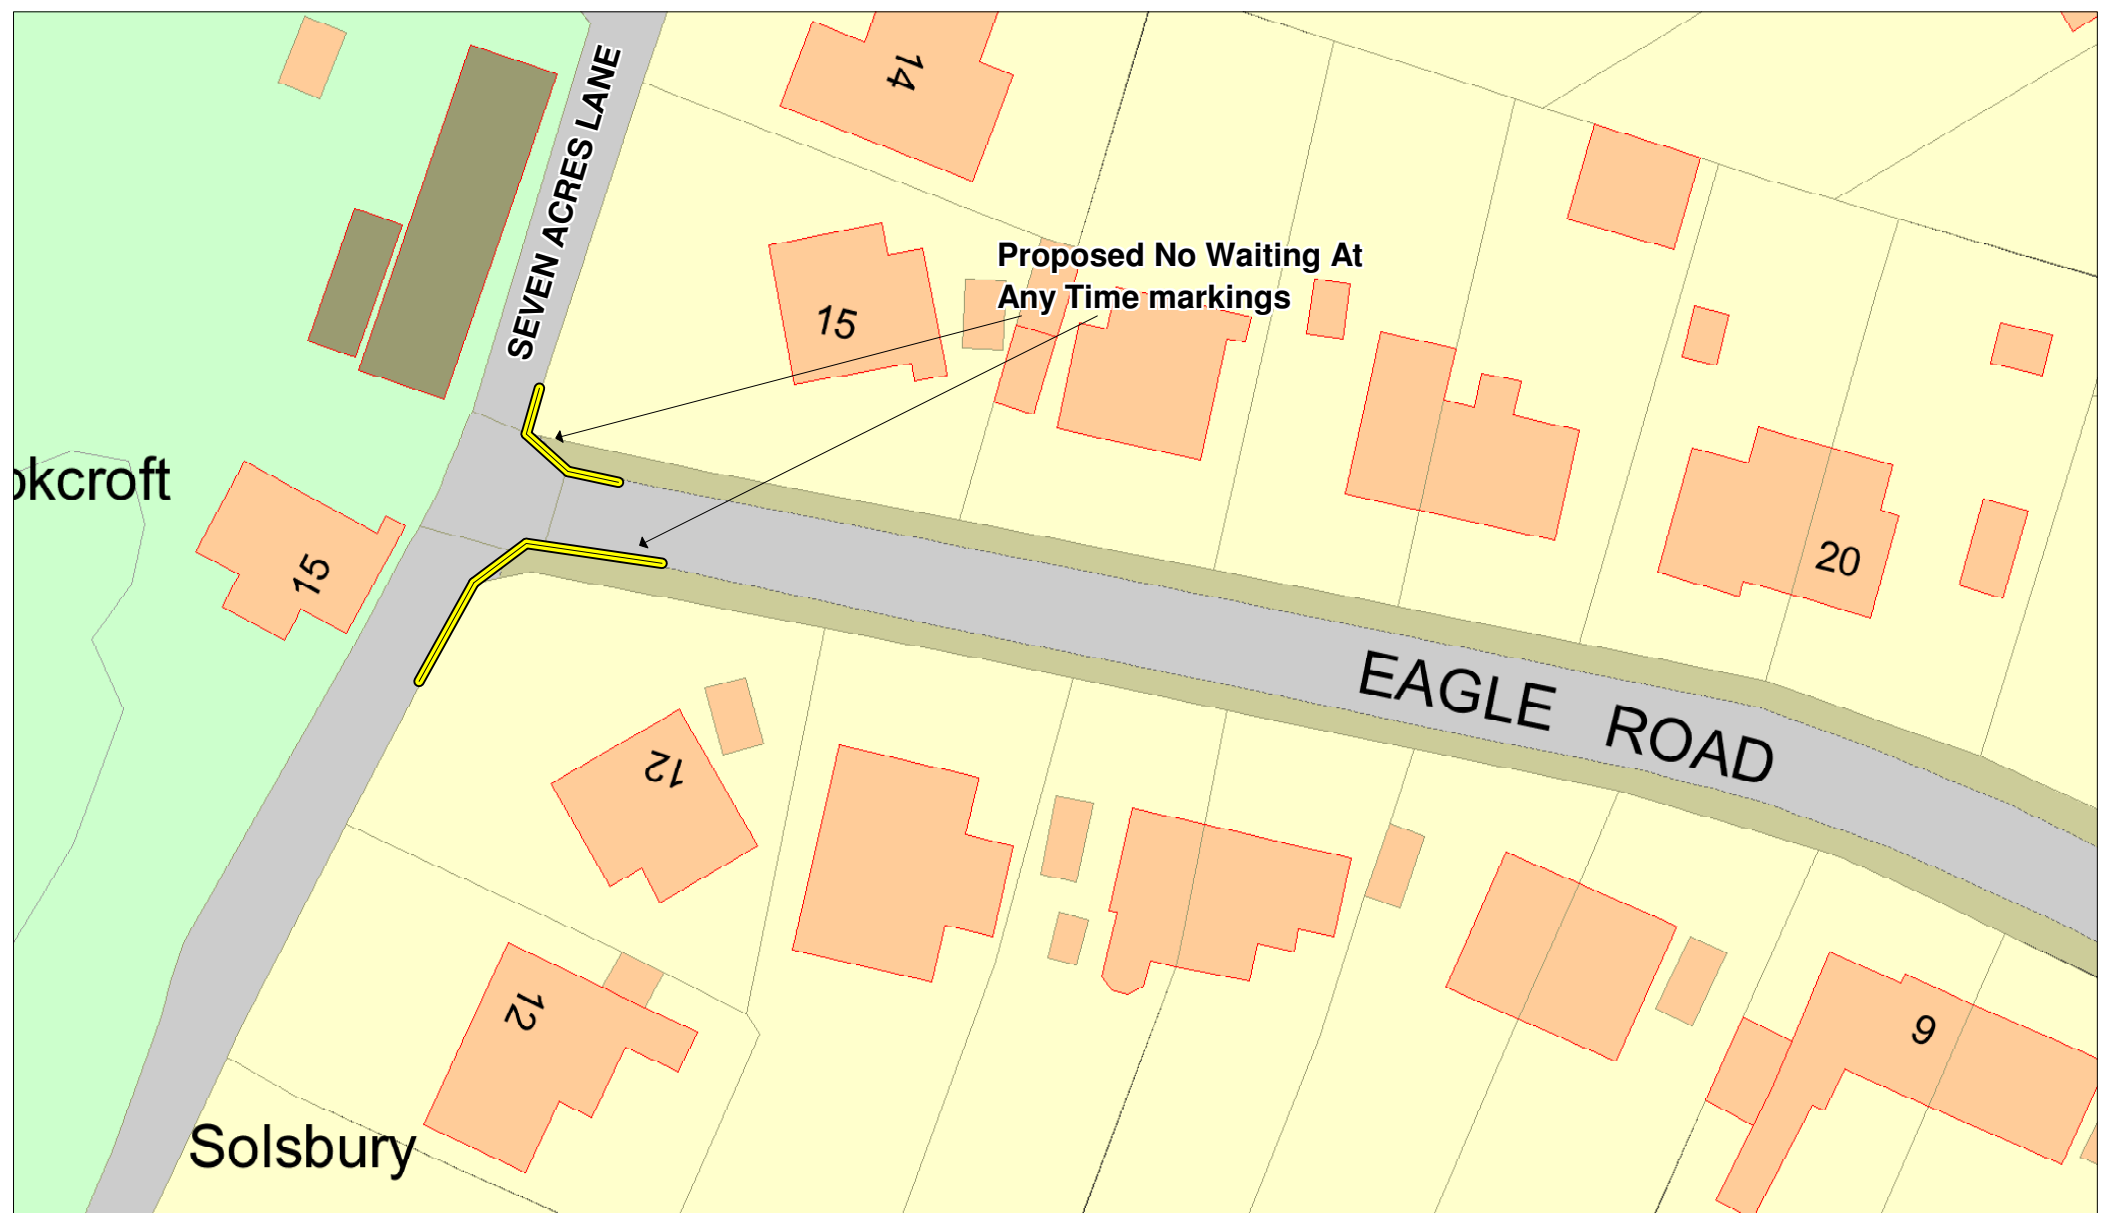 14
SEVEN ACRES LANE
Proposed No Waiting At
Any Time markings
15
okcroft
15
20
EAGLE ROAD
12
12
9
Solsbury